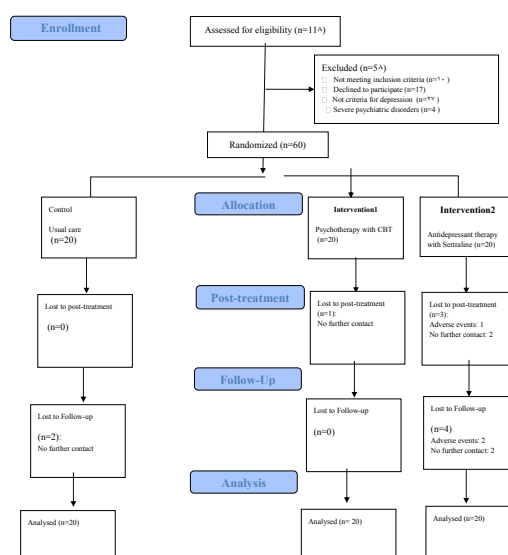 Enrollment
Assessed for eligibility (n=11۸)
Excluded (n=5۸)
Not meeting inclusion criteria (n=۱۰)
Declined to participate (n=17)
Not criteria for depression (n=۲۷)
Severe psychiatric disorders (n=4)
Randomized (n=60)
Allocation
Control
Usual care
(n=20)
Intervention1
Psychotherapy with CBT
(n=20)
Intervention2
Antidepressant therapy
with Sertraline (n=20)
Post-treatment
Lost to post-treatment
(n=0)
Lost to post-treatment
(n=1):
No further contact
Lost to post-treatment
(n=3):
Adverse events: 1
No further contact: 2
Follow-Up
Lost to Follow-up
(n=2):
No further contact
Lost to Follow-up
(n=0)
Lost to Follow-up
(n=4)
Adverse events: 2
No further contact: 2
Analysis
Analysed (n=20)
Analysed (n= 20)
Analysed (n=20)